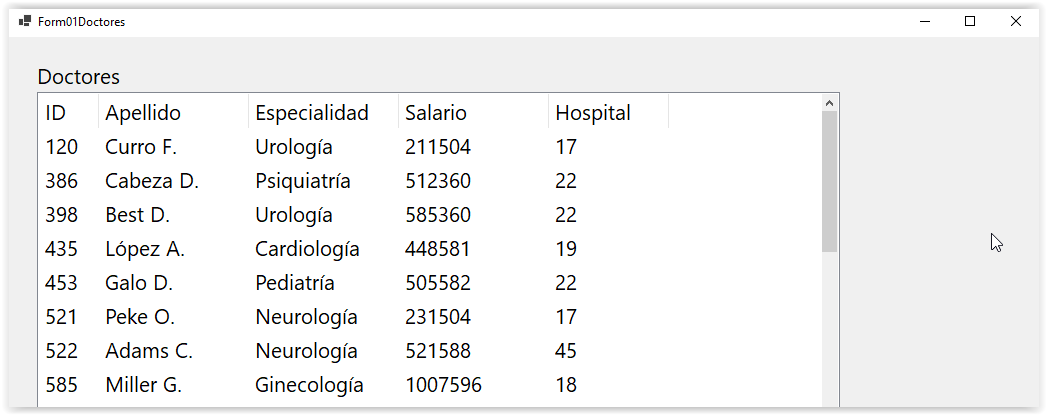 Form01Doctores
Doctores
ID Apellido Especialidad Salario Hospital
120 Curro F. Urología 211504 17
386 Cabeza D. Psiquiatría 512360 22
398 Best D. Urología 585360 22
435 López A. Cardiología 448581 19
453 Galo D. Pediatría 505582 22
521 Peke O. Neurología 231504 17
522 Adams C. Neurología 521588 45
585 Miller G. Ginecología 1007596 18